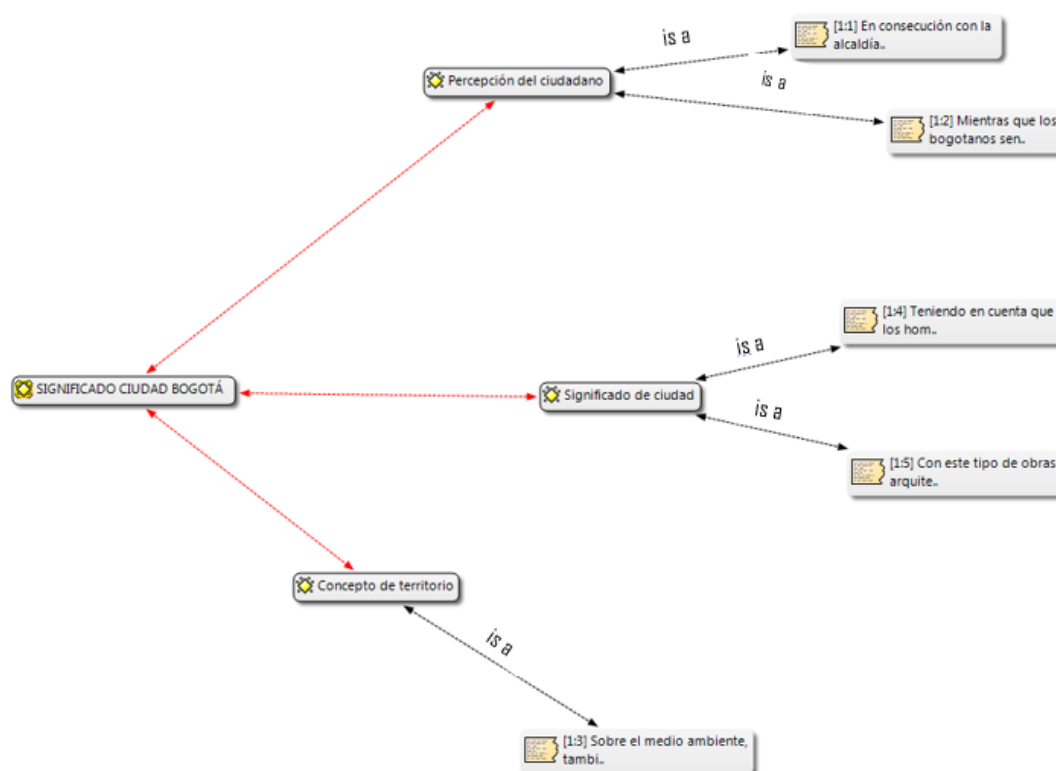 is a
[1:1] En consecución con la
alcaldía..
Percepción del ciudadano
is a
[1:2] Mientras que los
bogotanos sen..
[1:4] Teniendo en cuenta que
los hom..
is a
SIGNIFICADO CIUDAD BOGOTÁ
Significado de ciudad
is a
[1:5] Con este tipo de obras
arquite..
Concepto de territorio
is a
[1:3] Sobre el medio ambiente,
tambi..